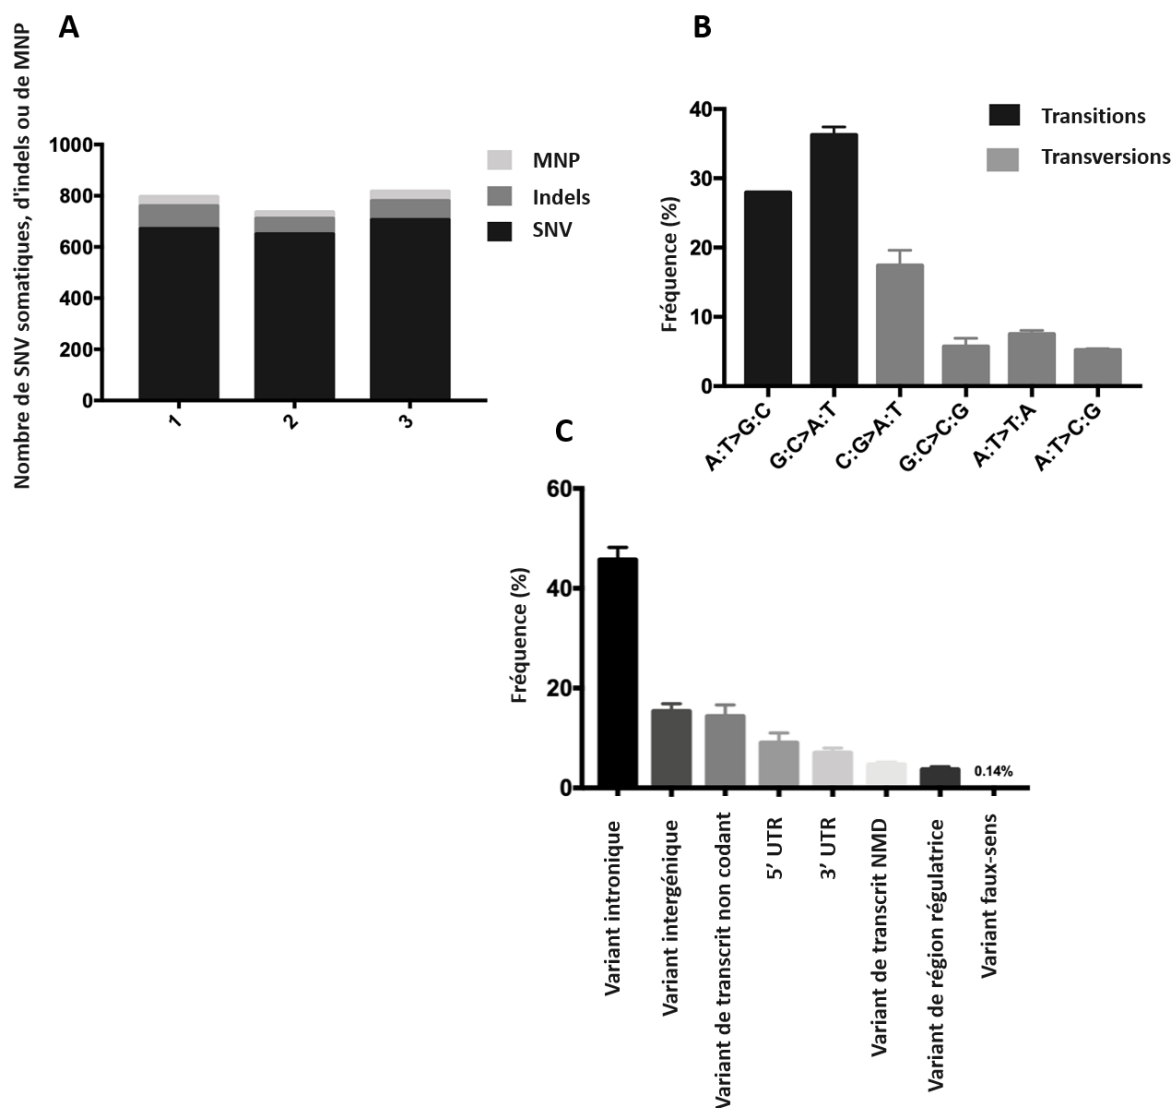 A
Nombre de SNV somatiques, d'indels ou de MNP
1000
800
600
400
200
0
1
2
3
MNP
Indels
SNV
B
Fréquence (%)
40
30
20
10
0
A:T>G:C
G:C>A:T
C:G>A:T
G:C>C:G
A:T>T:A
A:T>C:G
Transitions
Transversions
C
Fréquence (%)
60
40
20
0
0.14%
Variant intronique
Variant intergénique
Variant de transcrit non codant
5' UTR
3' UTR
Variant de transcrit NMD
Variant de région régulatrice
Variant faux-sens